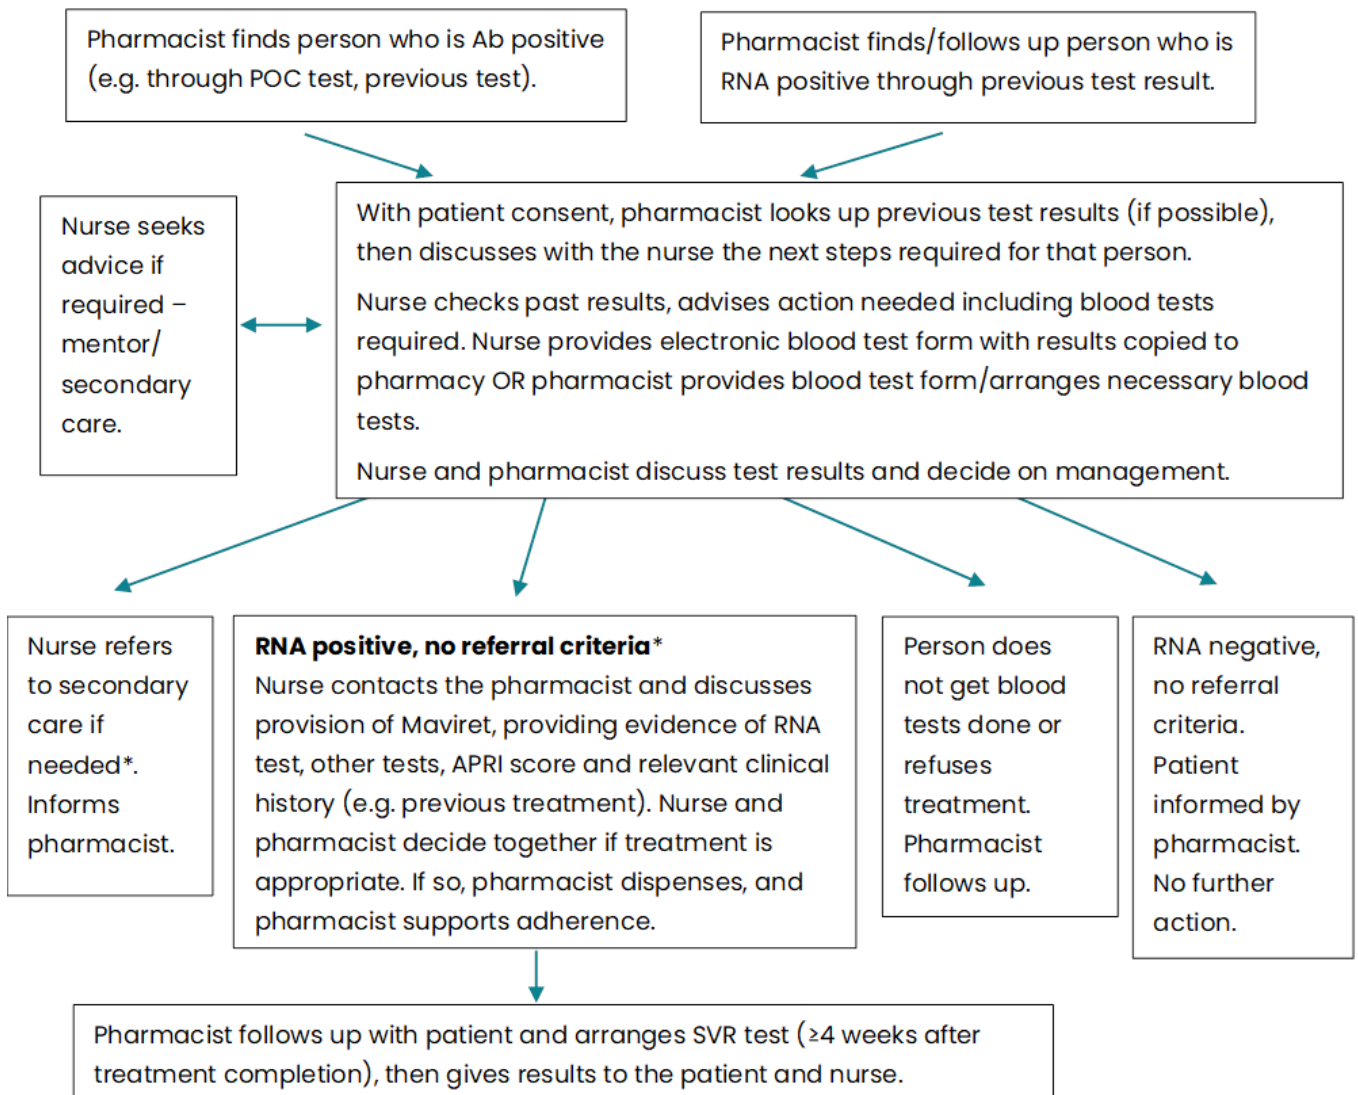 Pharmacist finds person who is Ab positive
(e.g. through POC test, previous test).
Pharmacist finds/follows up person who is
RNA positive through previous test result.
Nurse seeks
advice if
required –
mentor/
secondary
care.
With patient consent, pharmacist looks up previous test results (if possible),
then discusses with the nurse the next steps required for that person.
Nurse checks past results, advises action needed including blood tests
required. Nurse provides electronic blood test form with results copied to
pharmacy OR pharmacist provides blood test form/arranges necessary blood
tests.
Nurse and pharmacist discuss test results and decide on management.
Nurse refers
to secondary
care if
needed*.
Informs
pharmacist.
RNA positive, no referral criteria*
Nurse contacts the pharmacist and discusses
provision of Maviret, providing evidence of RNA
test, other tests, APRI score and relevant clinical
history (e.g. previous treatment). Nurse and
pharmacist decide together if treatment is
appropriate. If so, pharmacist dispenses, and
pharmacist supports adherence.
Person does
not get blood
tests done or
refuses
treatment.
Pharmacist
follows up.
RNA negative,
no referral
criteria.
Patient
informed by
pharmacist.
No further
action.
Pharmacist follows up with patient and arranges SVR test (≥4 weeks after
treatment completion), then gives results to the patient and nurse.